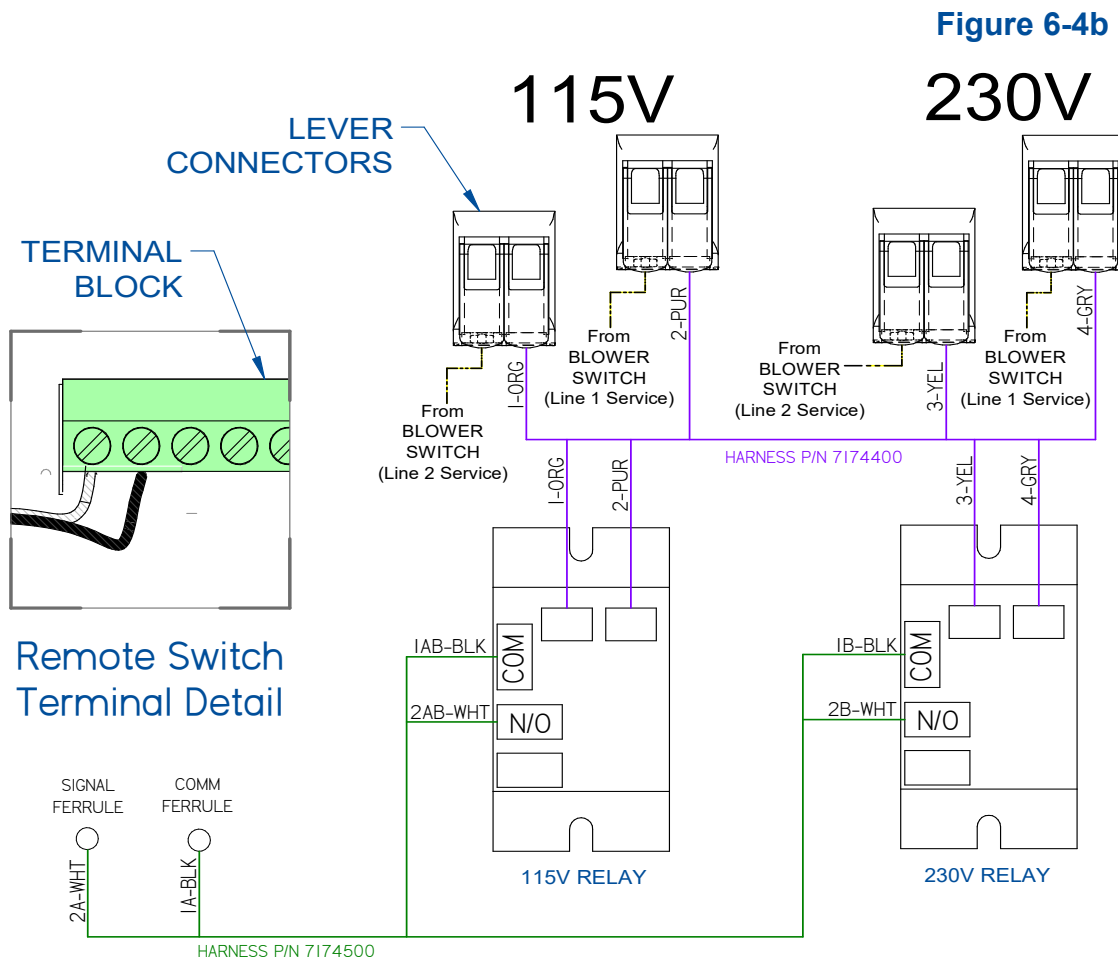 Figure 6-4b
115V
230V
LEVER
CONNECTORS
TERMINAL
BLOCK
From
BLOWER
SWITCH
(Line 2 Service)
1-ORG
From
BLOWER
SWITCH
(Line 1 Service)
2-PUR
From
BLOWER
SWITCH
(Line 2 Service)
3-YEL
From
BLOWER
SWITCH
(Line 1 Service)
4-GRY
HARNESS P/N 7174400
1-ORG
2-PUR
3-YEL
4-GRY
Remote Switch
Terminal Detail
1AB-BLK
COM
2AB-WHT
N/O
115V RELAY
1B-BLK
COM
2B-WHT
N/O
230V RELAY
SIGNAL
FERRULE
COMM
FERRULE
2A-WHT
1A-BLK
HARNESS P/N 7174500